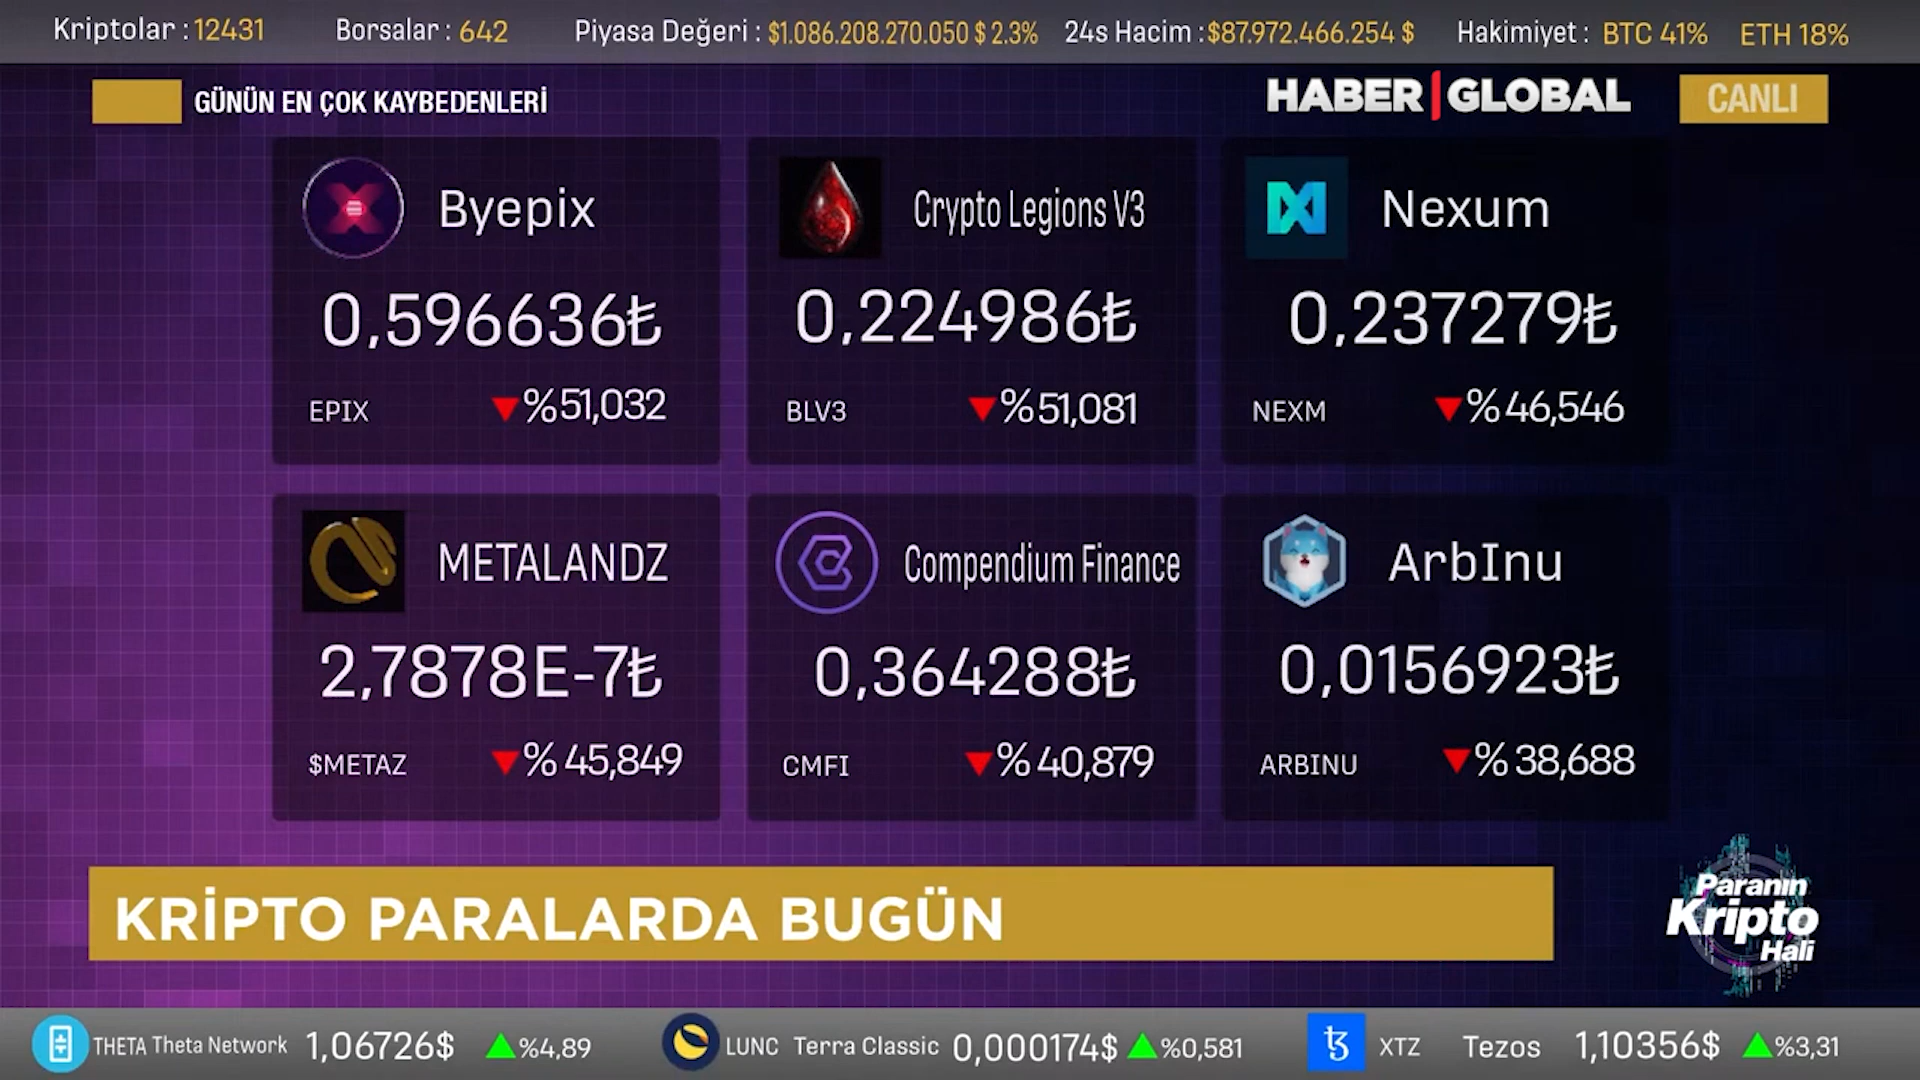 Kriptolar : 12431 Borsalar : 642 Piyasa Değeri : $1.086.208.270.050 $ 2.3% 24s Hacim : $87.972.466.254 $ Hakimiyet : BTC 41% ETH 18%
GÜNÜN EN ÇOK KAYBEDENLERİ
HABER GLOBAL
CANLI
Byepix
0,596636₺
EPIX ▼%51,032
Crypto Legions V3
0,224986₺
BLV3 ▼%51,081
Nexum
0,237279₺
NEXM ▼%46,546
METALANDZ
2,7878E-7₺
$METAZ ▼%45,849
Compendium Finance
0,364288₺
CMFI ▼%40,879
ArbInu
0,0156923₺
ARBINU ▼%38,688
KRİPTO PARALARDA BUGÜN
Paranın
Kripto
Hali
THETA Theta Network 1,06726$ ▲%4,89 LUNC Terra Classic 0,000174$ ▲%0,581 XTZ Tezos 1,10356$ ▲%3,31